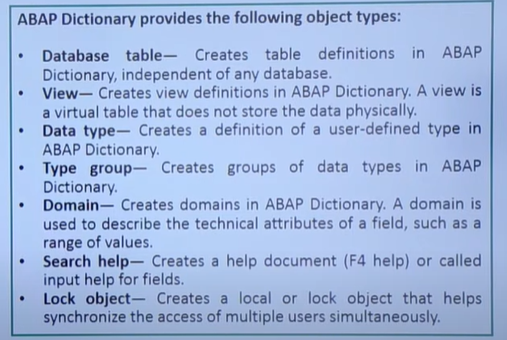 ABAP Dictionary provides the following object types:
• Database table— Creates table definitions in ABAP
Dictionary, independent of any database.
• View— Creates view definitions in ABAP Dictionary. A view is
a virtual table that does not store the data physically.
• Data type— Creates a definition of a user-defined type in
ABAP Dictionary.
• Type group— Creates groups of data types in ABAP
Dictionary.
• Domain— Creates domains in ABAP Dictionary. A domain is
used to describe the technical attributes of a field, such as a
range of values.
• Search help— Creates a help document (F4 help) or called
input help for fields.
• Lock object— Creates a local or lock object that helps
synchronize the access of multiple users simultaneously.